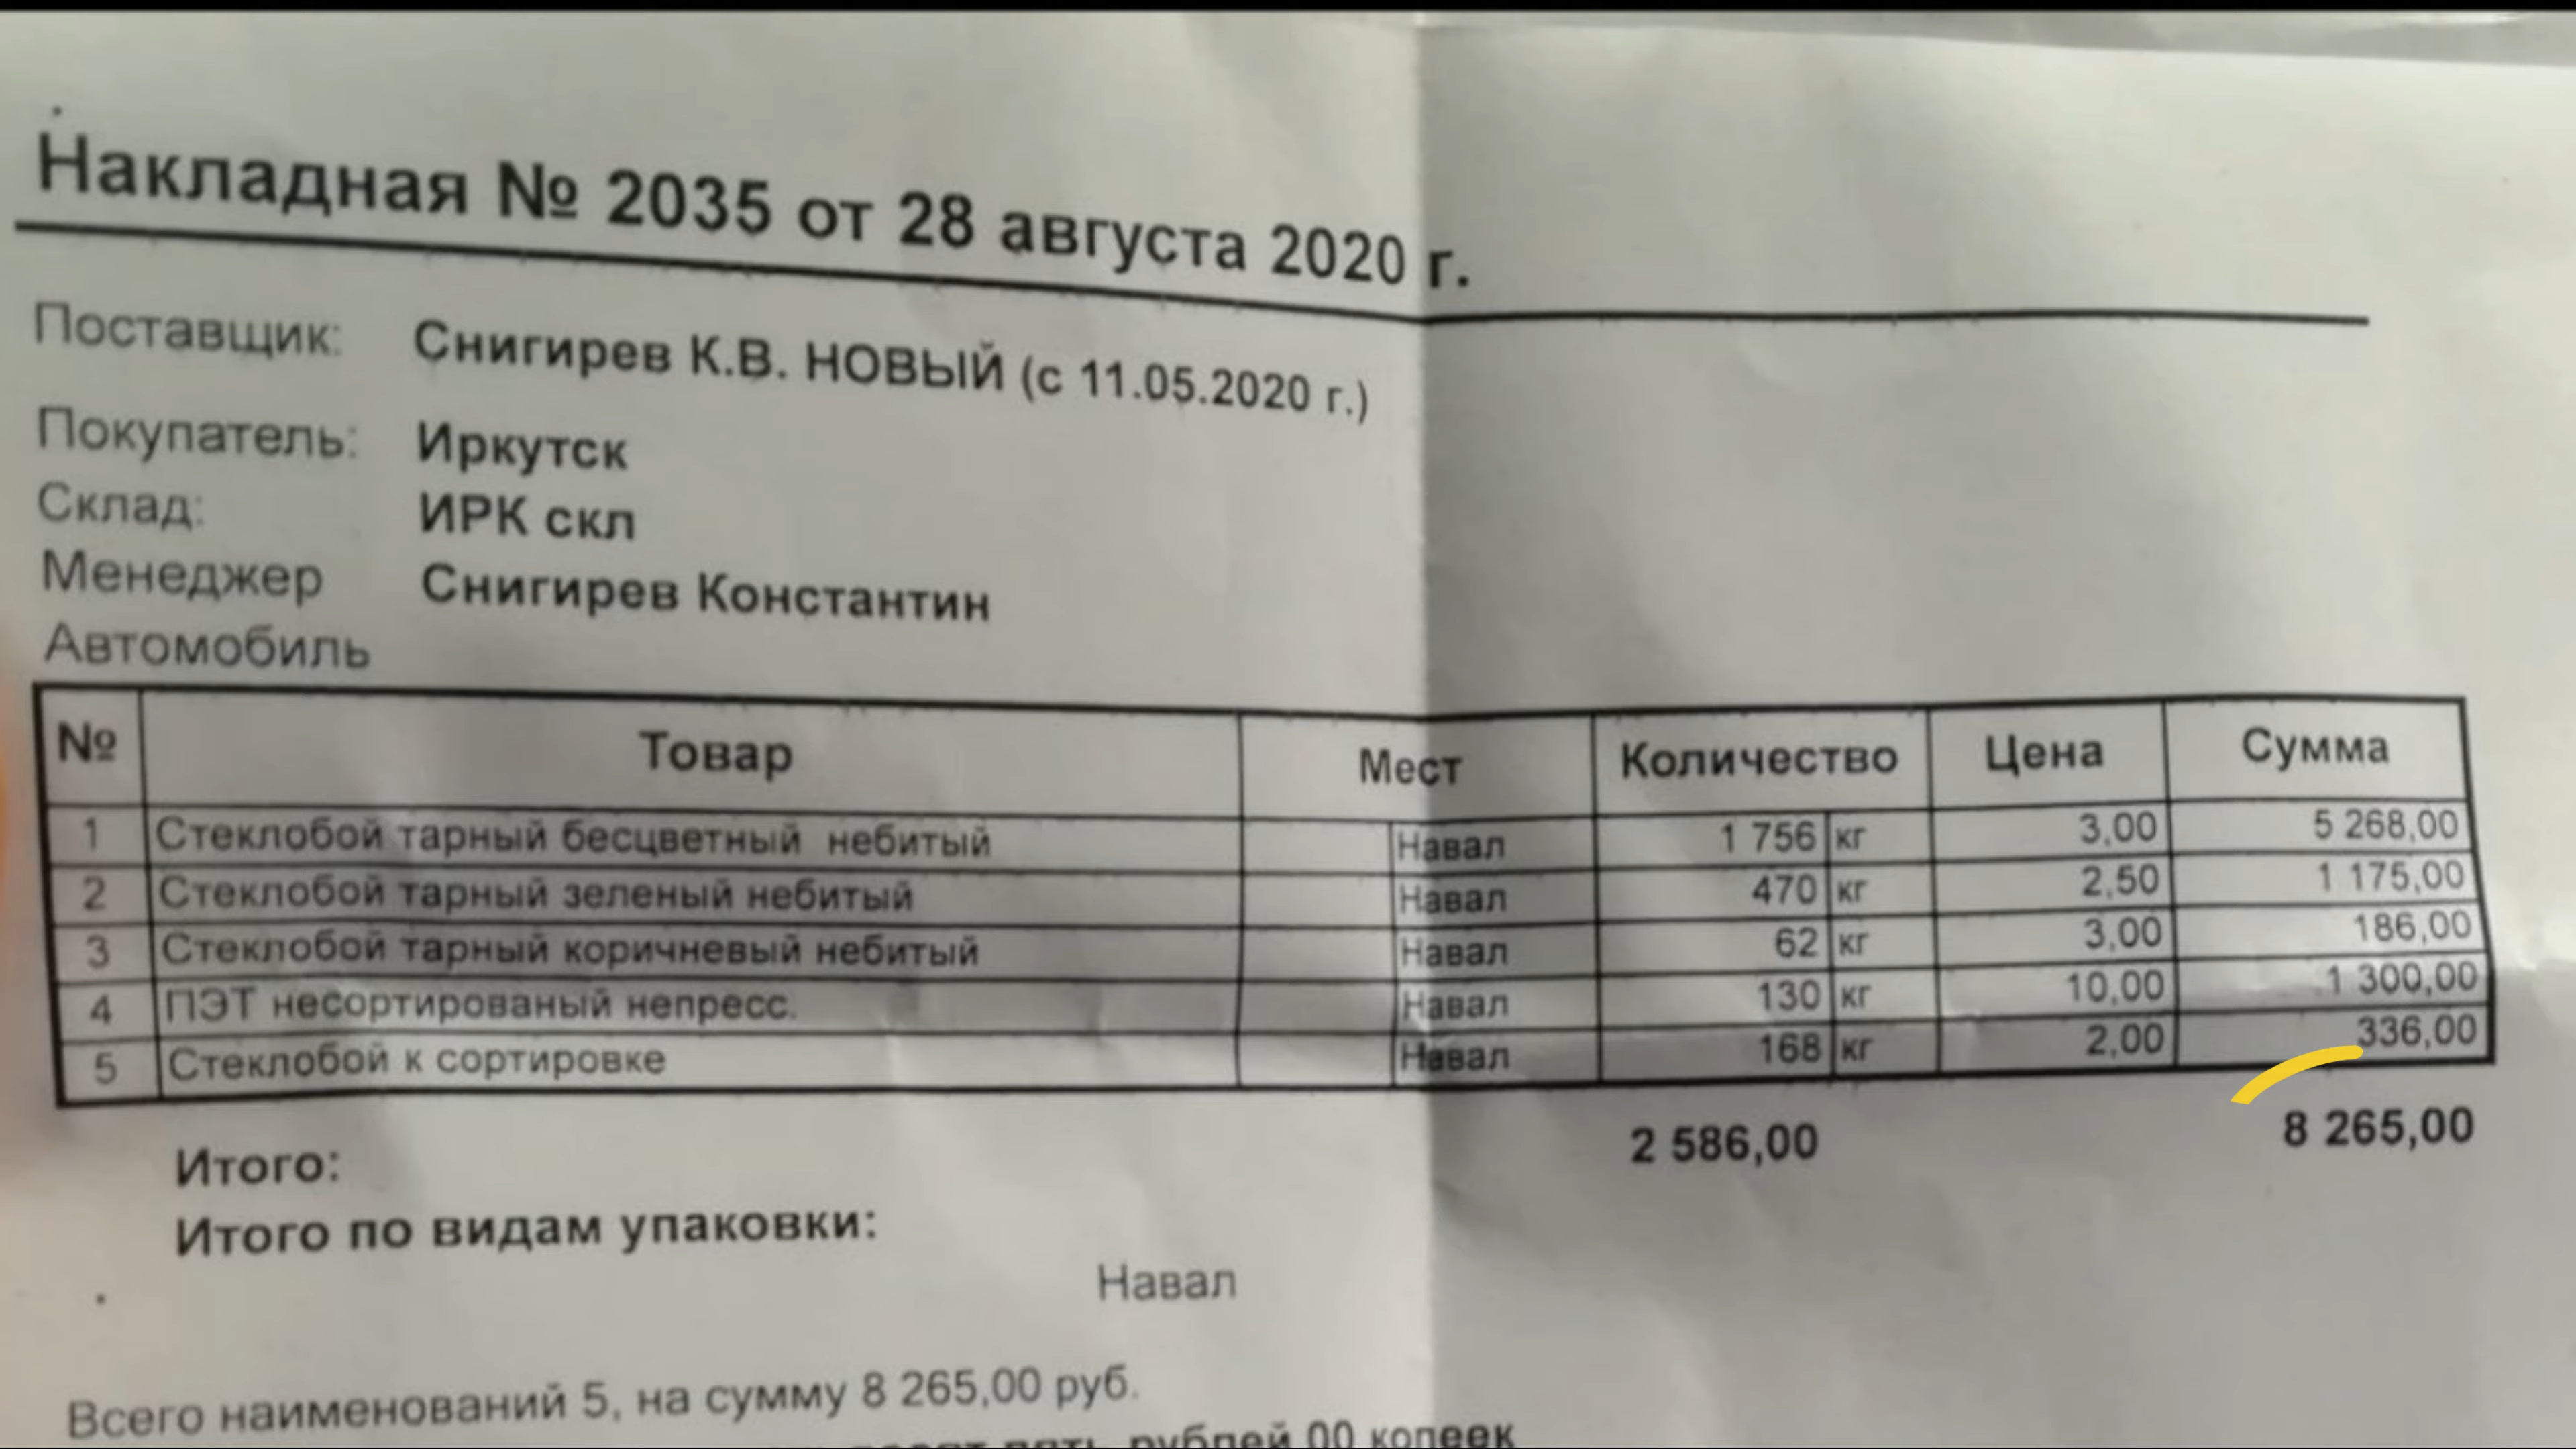 Накладная № 2035 от 28 августа 2020 г.
Поставщик: Снигирев К.В. НОВЫЙ (с 11.05.2020 г.)
Покупатель: Иркутск
Склад: ИРК скл
Менеджер Снигирев Константин
Автомобиль
№ Товар Мест Количество Цена Сумма
1 Стеклобой тарный бесцветный небитый Навал 1 756 кг 3,00 5 268,00
2 Стеклобой тарный зеленый небитый Навал 470 кг 2,50 1 175,00
3 Стеклобой тарный коричневый небитый Навал 62 кг 3,00 186,00
4 ПЭТ несортированый непресс. Навал 130 кг 10,00 1 300,00
5 Стеклобой к сортировке Навал 168 кг 2,00 336,00
Итого: 2 586,00 8 265,00
Итого по видам упаковки:
Навал
Всего наименований 5, на сумму 8 265,00 руб.
пять рублей 00 копеек